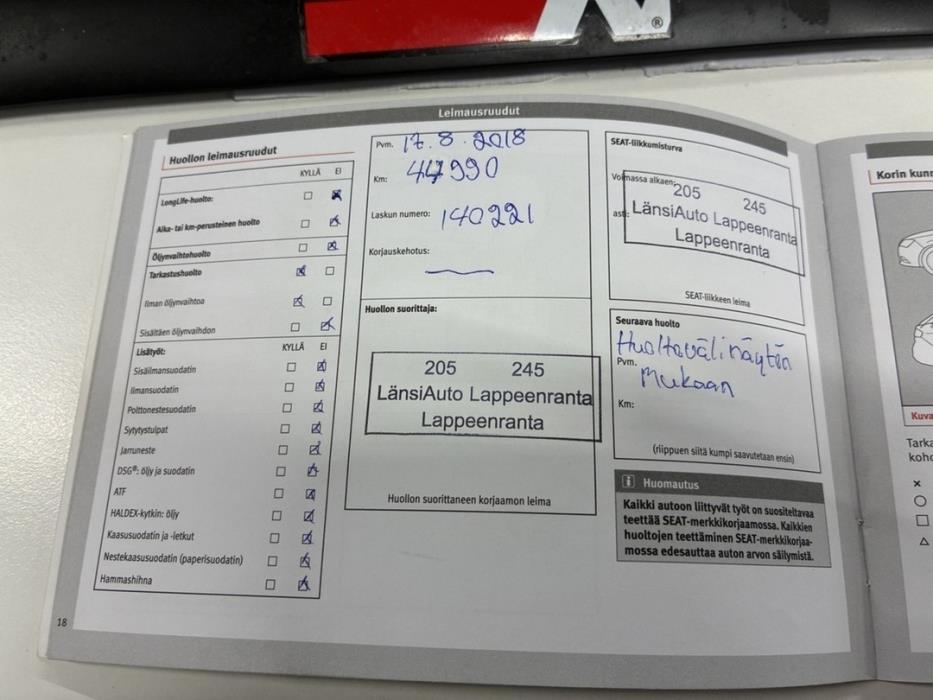 ®
Leimausruudut
Huollon leimausruudut
KYLLÄ EI
LongLife-huolto:
Aika- tai km-perusteinen huolto
Öljynvaihtohuolto
Tarkastushuolto
Ilman öljynvaihtoa
Sisältäen öljynvaihdon
Lisätyöt: KYLLÄ EI
Sisäilmansuodatin
Ilmansuodatin
Polttonestesuodatin
Sytytystulpat
Jarruneste
DSG®: öljy ja suodatin
ATF
HALDEX-kytkin: öljy
Kaasusuodatin ja -letkut
Nestekaasusuodatin (paperisuodatin)
Hammashihna
18
Pvm. 17.8.2018
Km: 44990
Laskun numero: 140221
Korjauskehotus:
Huollon suorittaja:
205 245
LänsiAuto Lappeenranta
Lappeenranta
Huollon suorittaneen korjaamon leima
SEAT-liikkumisturva
Voimassa alkaen:
205 245
asti:
LänsiAuto Lappeenranta
Lappeenranta
SEAT-liikkeen leima
Seuraava huolto
Huoltovälinäytön
Pvm.
mukaan
Km:
(riippuen siitä kumpi saavutetaan ensin)
i Huomautus
Kaikki autoon liittyvät työt on suositeltavaa
teettää SEAT-merkkikorjaamossa. Kaikkien
huoltojen teettäminen SEAT-merkkikorjaa-
mossa edesauttaa auton arvon säilymistä.
Korin kunn
Kuva
Tarka
koho